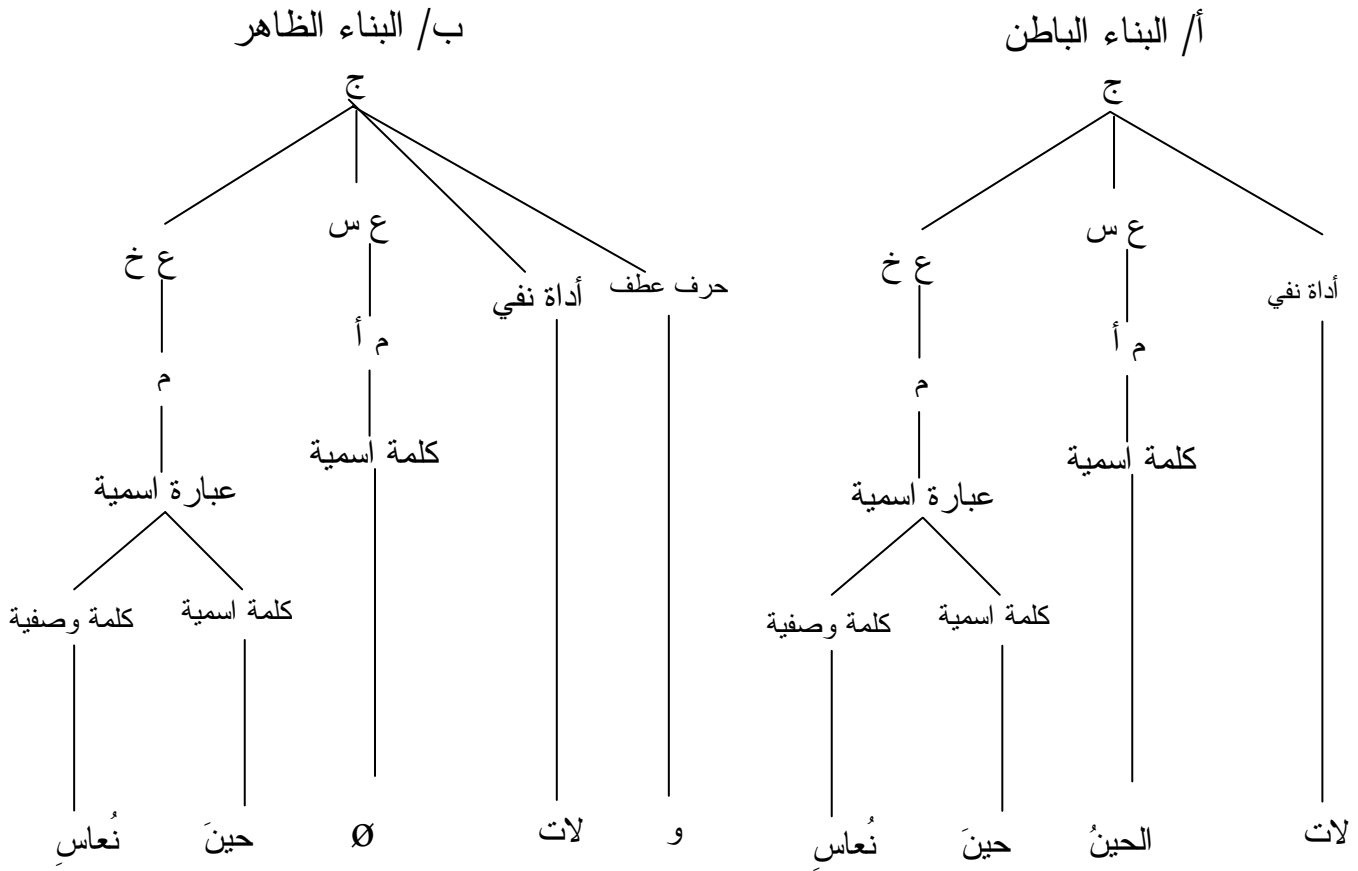 أ/ البناء الباطن
ج
ع س
ع خ
أداة نفي
م أ
م
كلمة اسمية
عبارة اسمية
كلمة اسمية
كلمة وصفية
لات
الحينُ
حينَ
نُعاسِ
ب/ البناء الظاهر
ج
ع س
ع خ
حرف عطف
أداة نفي
م أ
م
كلمة اسمية
عبارة اسمية
كلمة اسمية
كلمة وصفية
و
لات
Ø
حينَ
نُعاسِ